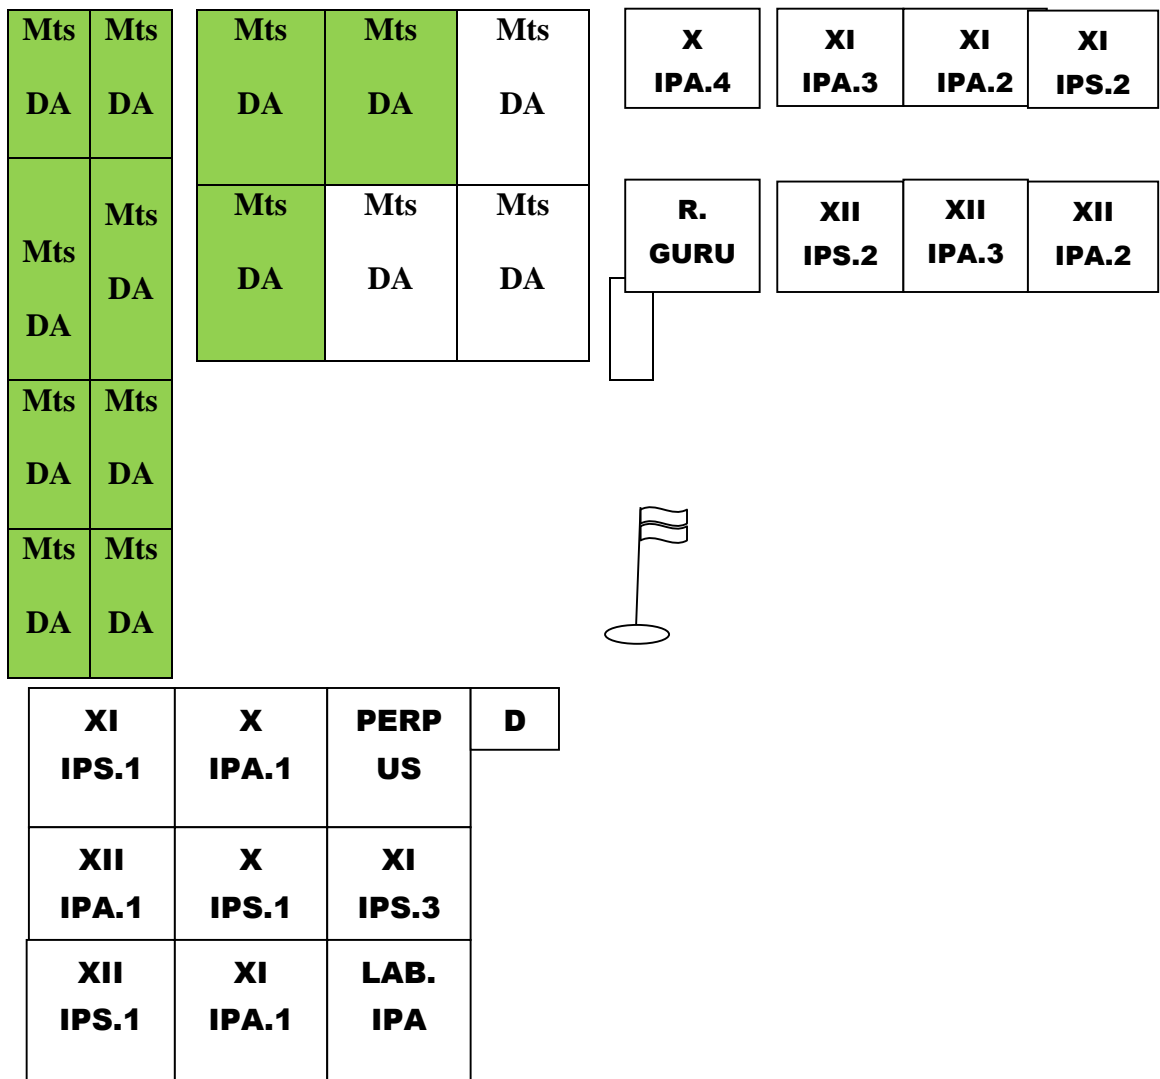 Mts
DA
Mts
DA
Mts
DA
Mts
DA
Mts
DA
Mts
DA
Mts
DA
Mts
DA
Mts
DA
Mts
DA
Mts
DA
Mts
DA
Mts
DA
Mts
DA
X
IPA.4
XI
IPA.3
XI
IPA.2
XI
IPS.2
R.
GURU
XII
IPS.2
XII
IPA.3
XII
IPA.2
XI
IPS.1
X
IPA.1
PERP
US
D
XII
IPA.1
X
IPS.1
XI
IPS.3
XII
IPS.1
XI
IPA.1
LAB.
IPA